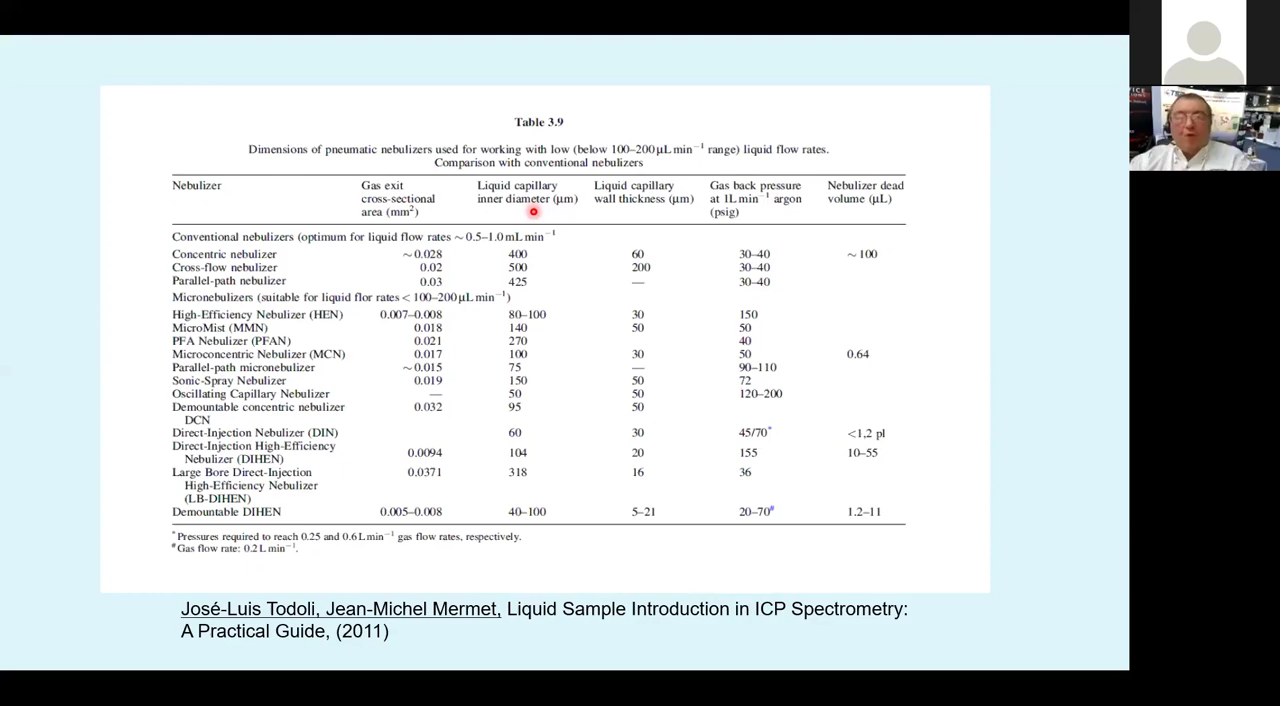 Table 3.9
Dimensions of pneumatic nebulizers used for working with low (below 100–200 μL min⁻¹ range) liquid flow rates.
Comparison with conventional nebulizers
Nebulizer Gas exit cross-sectional area (mm²) Liquid capillary inner diameter (μm) Liquid capillary wall thickness (μm) Gas back pressure at 1L min⁻¹ argon (psig) Nebulizer dead volume (μL)
Conventional nebulizers (optimum for liquid flow rates ~0.5–1.0 mL min⁻¹
Concentric nebulizer ~0.028 400 60 30–40 ~100
Cross-flow nebulizer 0.02 500 200 30–40
Parallel-path nebulizer 0.03 425 — 30–40
Micronebulizers (suitable for liquid flor rates < 100–200 μL min⁻¹)
High-Efficiency Nebulizer (HEN) 0.007–0.008 80–100 30 150
MicroMist (MMN) 0.018 140 50 50
PFA Nebulizer (PFAN) 0.021 270 40
Microconcentric Nebulizer (MCN) 0.017 100 30 50 0.64
Parallel-path micronebulizer ~0.015 75 — 90–110
Sonic-Spray Nebulizer 0.019 150 50 72
Oscillating Capillary Nebulizer — 50 50 120–200
Demountable concentric nebulizer 0.032 95 50
DCN
Direct-Injection Nebulizer (DIN) 60 30 45/70* <1,2 pl
Direct-Injection High-Efficiency
Nebulizer (DIHEN) 0.0094 104 20 155 10–55
Large Bore Direct-Injection 0.0371 318 16 36
High-Efficiency Nebulizer
(LB-DIHEN)
Demountable DIHEN 0.005–0.008 40–100 5–21 20–70# 1.2–11
*Pressures required to reach 0.25 and 0.6 L min⁻¹ gas flow rates, respectively.
#Gas flow rate: 0.2 L min⁻¹.
José-Luis Todoli, Jean-Michel Mermet, Liquid Sample Introduction in ICP Spectrometry:
A Practical Guide, (2011)